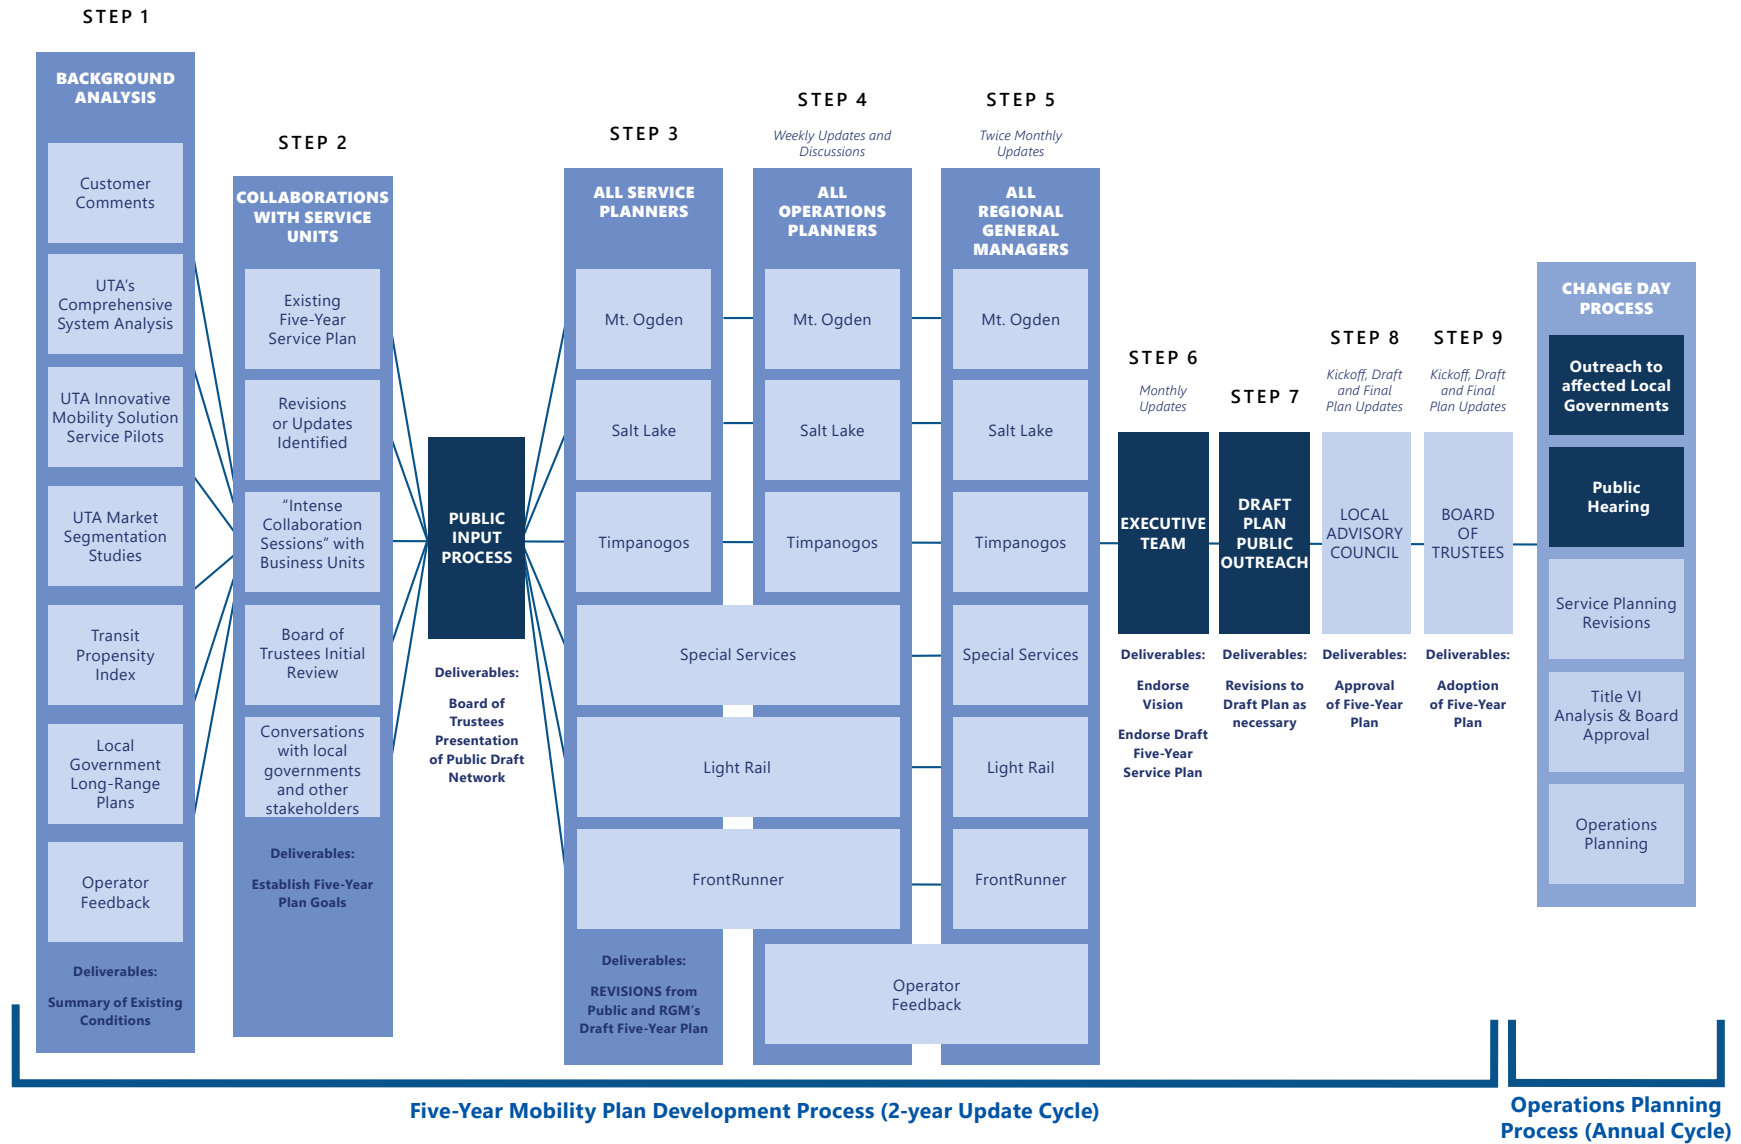 STEP 1
BACKGROUND
ANALYSIS
Customer
Comments
UTA's
Comprehensive
System Analysis
UTA Innovative
Mobility Solution
Service Pilots
UTA Market
Segmentation
Studies
Transit
Propensity
Index
Local
Government
Long-Range
Plans
Operator
Feedback
Deliverables:
Summary of Existing
Conditions
STEP 2
COLLABORATIONS
WITH SERVICE
UNITS
Existing
Five-Year
Service Plan
Revisions
or Updates
Identified
“Intense
Collaboration
Sessions” with
Business Units
Board of
Trustees Initial
Review
Conversations
with local
governments
and other
stakeholders
Deliverables:
Establish Five-Year
Plan Goals
PUBLIC
INPUT
PROCESS
Deliverables:
Board of
Trustees
Presentation
of Public Draft
Network
STEP 3
ALL SERVICE
PLANNERS
Mt. Ogden
Salt Lake
Timpanogos
Special Services
Light Rail
FrontRunner
Deliverables:
REVISIONS from
Public and RGM's
Draft Five-Year Plan
STEP 4
Weekly Updates and
Discussions
ALL
OPERATIONS
PLANNERS
Mt. Ogden
Salt Lake
Timpanogos
STEP 5
Twice Monthly
Updates
ALL
REGIONAL
GENERAL
MANAGERS
Mt. Ogden
Salt Lake
Timpanogos
Special Services
Light Rail
FrontRunner
Operator
Feedback
STEP 6
Monthly
Updates
EXECUTIVE
TEAM
Deliverables:
Endorse
Vision
Endorse Draft
Five-Year
Service Plan
STEP 7
DRAFT
PLAN
PUBLIC
OUTREACH
Deliverables:
Revisions to
Draft Plan as
necessary
STEP 8
Kickoff, Draft
and Final
Plan Updates
LOCAL
ADVISORY
COUNCIL
Deliverables:
Approval
of Five-Year
Plan
STEP 9
Kickoff, Draft
and Final
Plan Updates
BOARD
OF
TRUSTEES
Deliverables:
Adoption
of Five-Year
Plan
CHANGE DAY
PROCESS
Outreach to
affected Local
Governments
Public
Hearing
Service Planning
Revisions
Title VI
Analysis & Board
Approval
Operations
Planning
Five-Year Mobility Plan Development Process (2-year Update Cycle)
Operations Planning
Process (Annual Cycle)